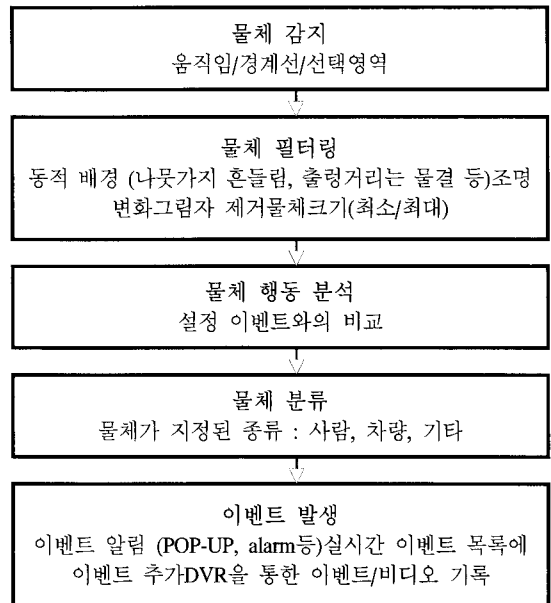 물체 감지
움직임/경계선/선택영역
물체 필터링
동적 배경 (나뭇가지 흔들림, 출렁거리는 물결 등)조명
변화그림자 제거물체크기(최소/최대)
물체 행동 분석
설정 이벤트와의 비교
물체 분류
물체가 지정된 종류 : 사람, 차량, 기타
이벤트 발생
이벤트 알림 (POP-UP, alarm등)실시간 이벤트 목록에
이벤트 추가DVR을 통한 이벤트/비디오 기록